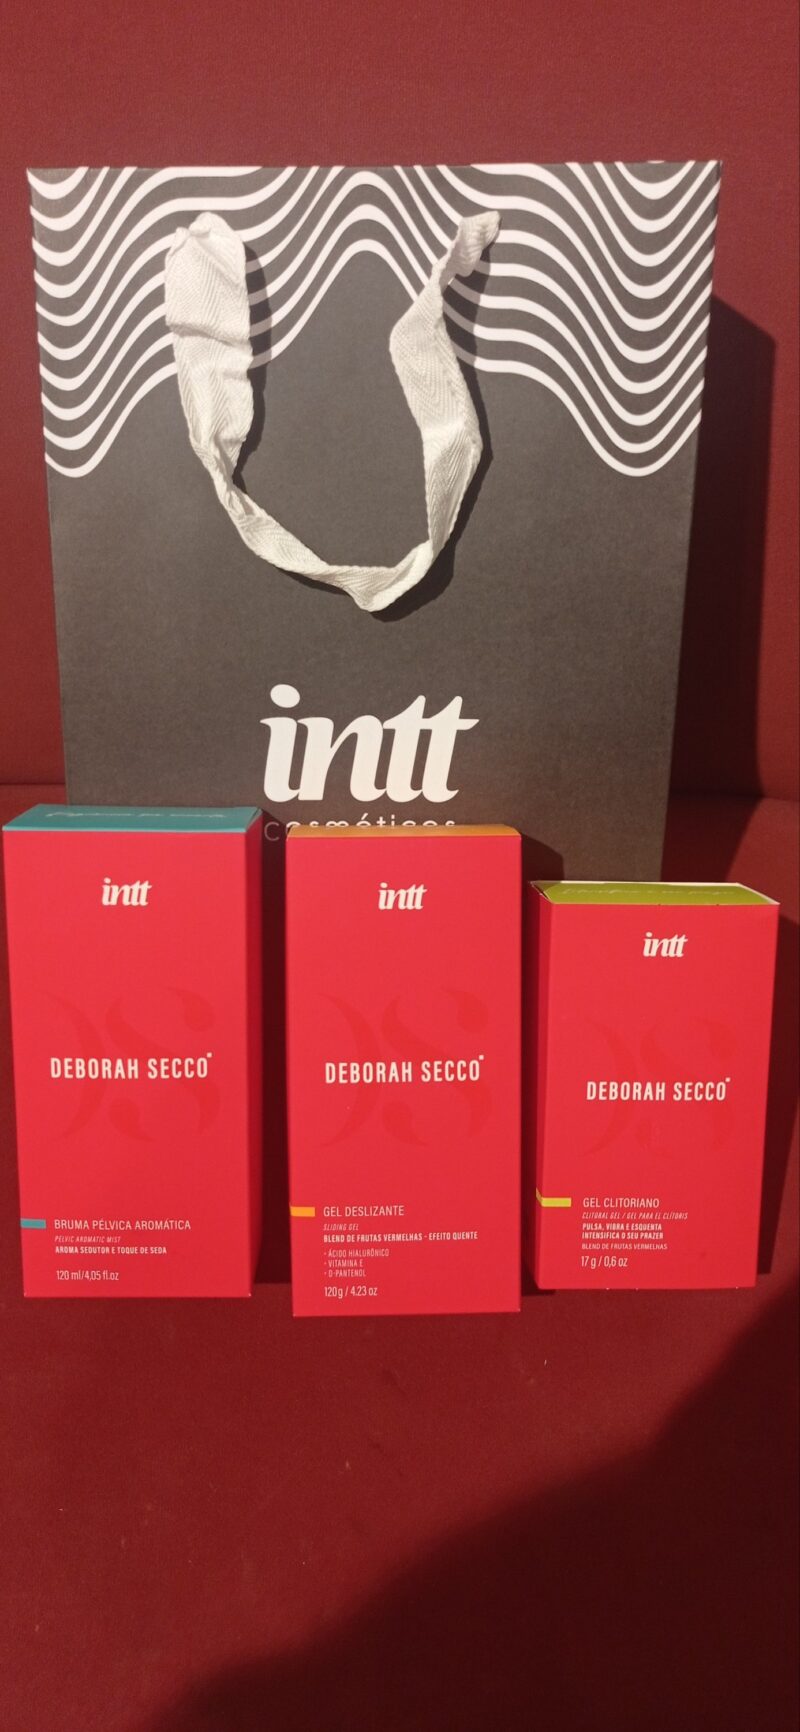 intt
cosméticos
intt
DEBORAH SECCO
BRUMA PÉLVICA AROMÁTICA
PELVIC AROMATIC MIST
AROMA SEDUTOR E TOQUE DE SEDA
120 ml/4,05 fl.oz
intt
DEBORAH SECCO
GEL DESLIZANTE
SLIDING GEL
BLEND DE FRUTAS VERMELHAS - EFEITO QUENTE
• ÁCIDO HIALURÔNICO
• VITAMINA E
• D-PANTENOL
120g / 4.23 oz
intt
DEBORAH SECCO
GEL CLITORIANO
CLITORAL GEL / GEL PARA EL CLÍTORIS
PULSA, VIBRA E ESQUENTA
INTENSIFICA O SEU PRAZER
BLEND DE FRUTAS VERMELHAS
17 g / 0,6 oz